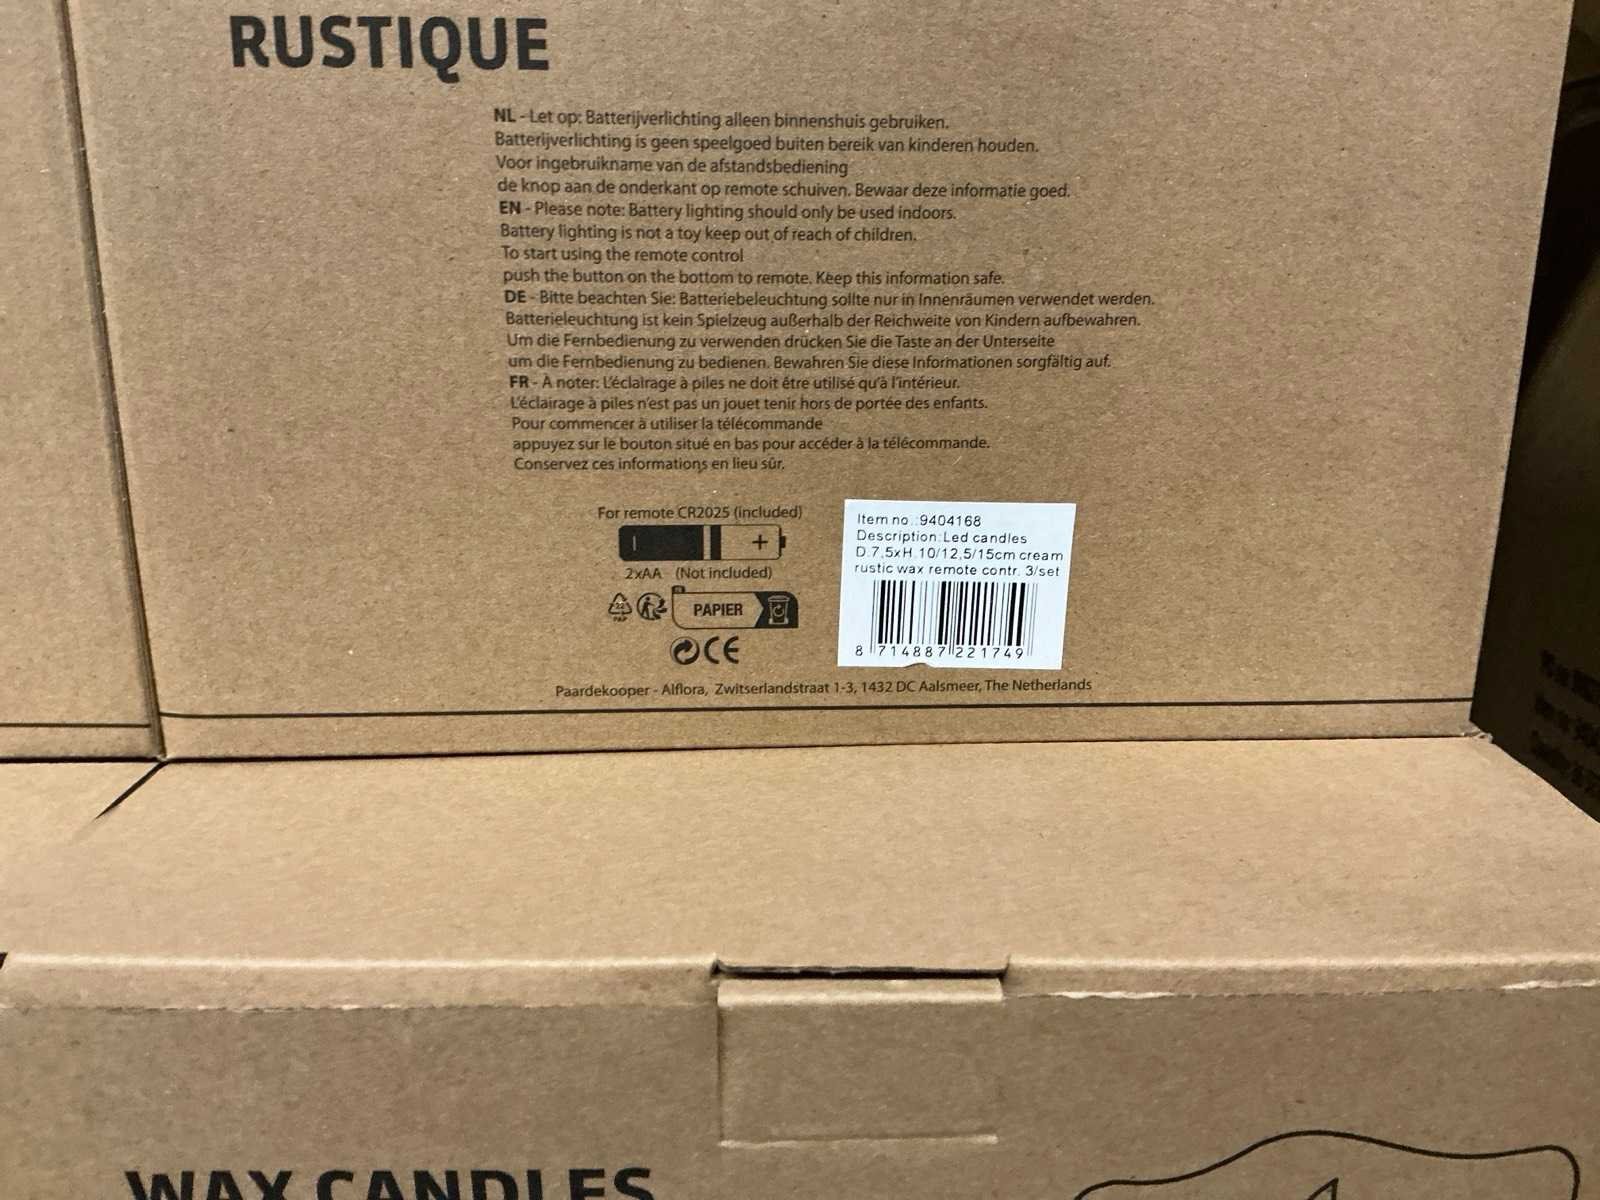 RUSTIQUE
NL - Let op: Batterijverlichting alleen binnenshuis gebruiken.
Batterijverlichting is geen speelgoed buiten bereik van kinderen houden.
Voor ingebruikname van de afstandsbediening
de knop aan de onderkant op remote schuiven. Bewaar deze informatie goed.
EN - Please note: Battery lighting should only be used indoors.
Battery lighting is not a toy keep out of reach of children.
To start using the remote control
push the button on the bottom to remote. Keep this information safe.
DE - Bitte beachten Sie: Batteriebeleuchtung sollte nur in Innenräumen verwendet werden.
Batterieleuchtung ist kein Spielzeug außerhalb der Reichweite von Kindern aufbewahren.
Um die Fernbedienung zu verwenden drücken Sie die Taste an der Unterseite
um die Fernbedienung zu bedienen. Bewahren Sie diese Informationen sorgfältig auf.
FR - À noter: L'éclairage à piles ne doit être utilisé qu'à l'intérieur.
L'éclairage à piles n'est pas un jouet tenir hors de portée des enfants.
Pour commencer à utiliser la télécommande
appuyez sur le bouton situé en bas pour accéder à la télécommande.
Conservez ces informations en lieu sûr.
For remote CR2025 (included)
2xAA (Not included)
PAPIER
PAP
CE
Item no.:9404168
Description:Led candles
D.7,5xH.10/12,5/15cm cream
rustic wax remote contr. 3/set
8 714887 221749
Paardekooper - Alflora, Zwitserlandstraat 1-3, 1432 DC Aalsmeer, The Netherlands
WAX CANDLES